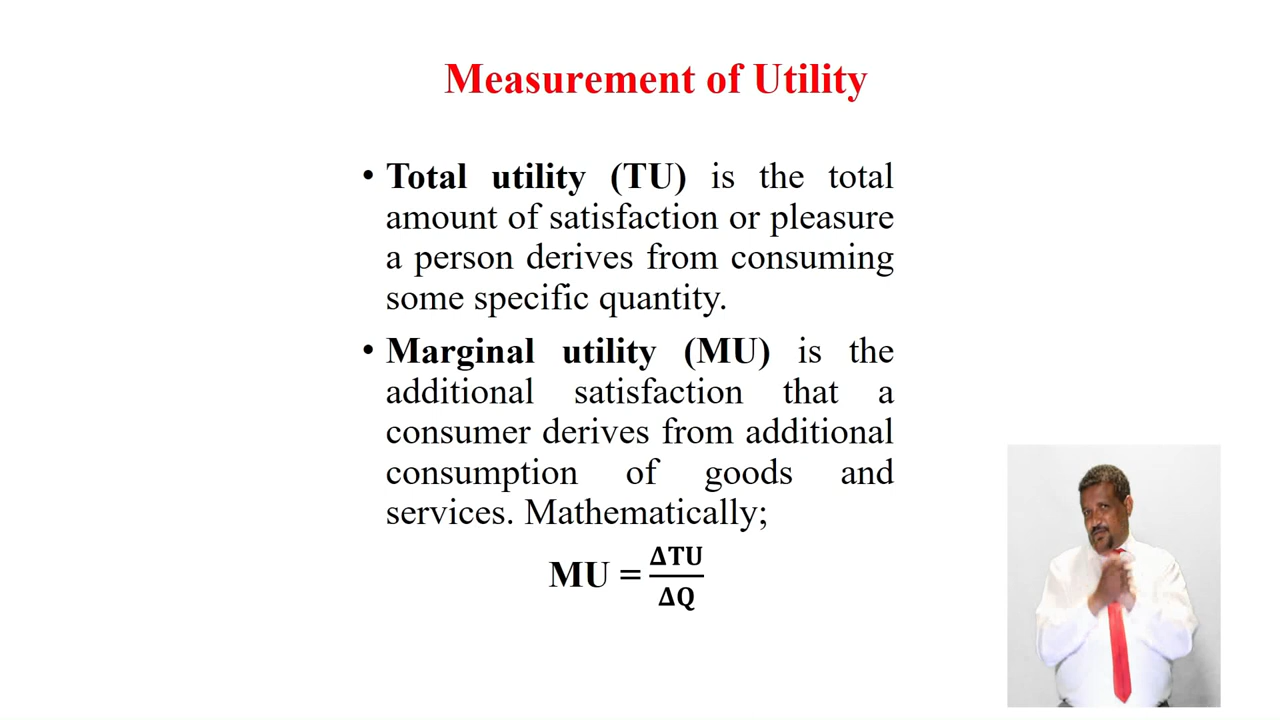 Measurement of Utility
• Total utility (TU) is the total
amount of satisfaction or pleasure
a person derives from consuming
some specific quantity.
• Marginal utility (MU) is the
additional satisfaction that a
consumer derives from additional
consumption of goods and
services. Mathematically;
MU = ΔTU/ΔQ